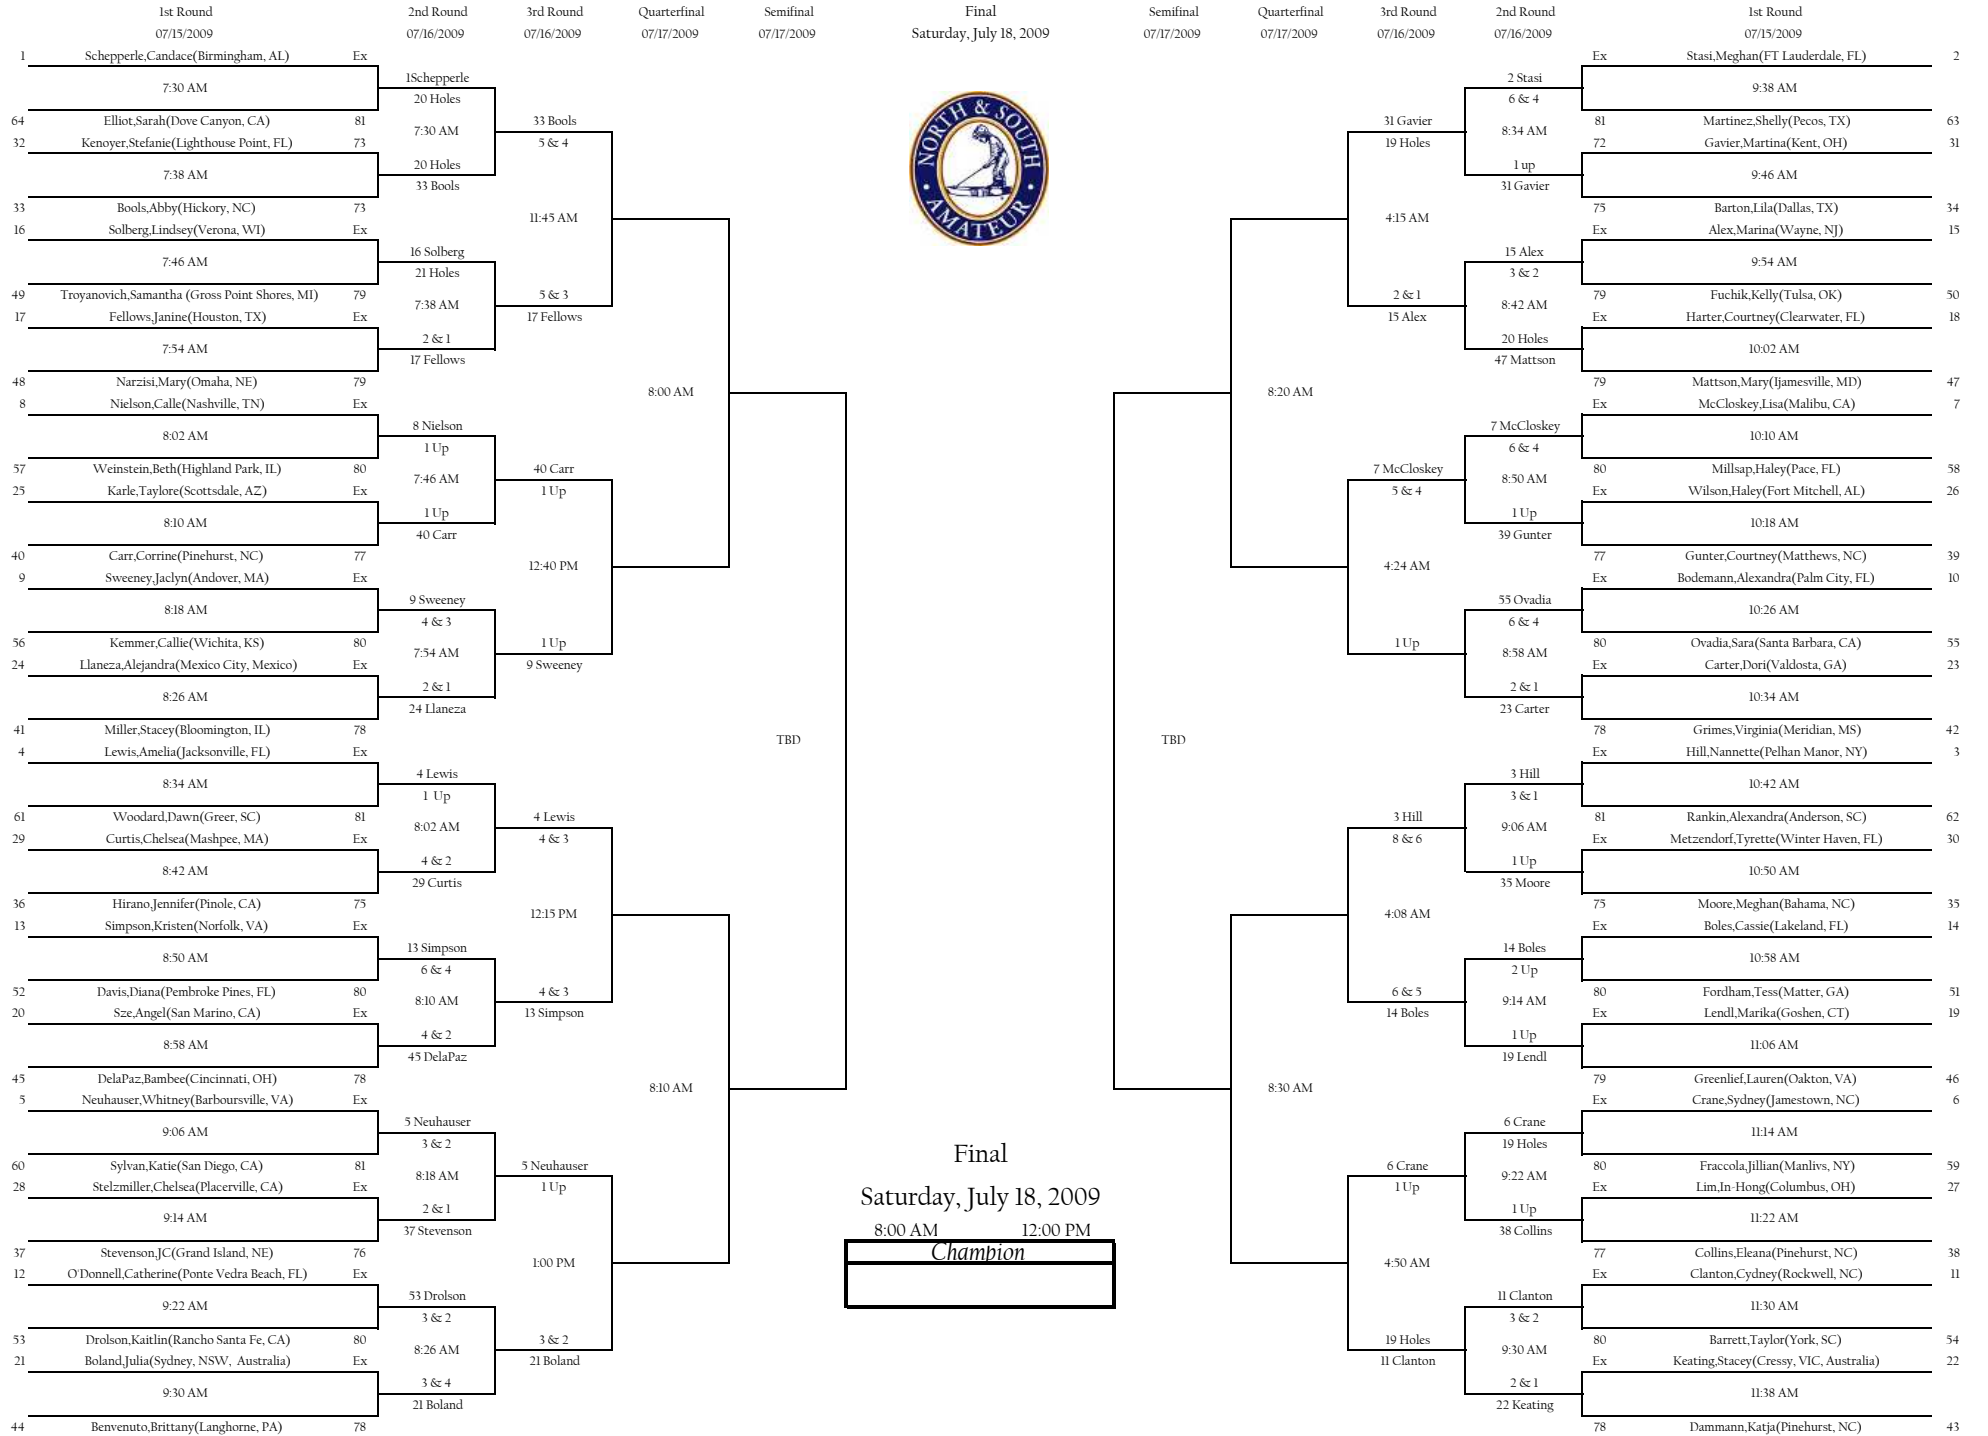 1st Round 2nd Round 3rd Round Quarterfinal Semifinal Final Semifinal Quarterfinal 3rd Round 2nd Round 1st Round
07/15/2009 07/16/2009 07/16/2009 07/17/2009 07/17/2009 Saturday, July 18, 2009 07/17/2009 07/17/2009 07/16/2009 07/16/2009 07/15/2009
1 Schepperle,Candace(Birmingham, AL) Ex
7:30 AM
64 Elliot,Sarah(Dove Canyon, CA) 81
32 Kenoyer,Stefanie(Lighthouse Point, FL) 73
7:38 AM
33 Bools,Abby(Hickory, NC) 73
16 Solberg,Lindsey(Verona, WI) Ex
7:46 AM
49 Troyanovich,Samantha (Gross Point Shores, MI) 79
17 Fellows,Janine(Houston, TX) Ex
7:54 AM
48 Narzisi,Mary(Omaha, NE) 79
8 Nielson,Calle(Nashville, TN) Ex
8:02 AM
57 Weinstein,Beth(Highland Park, IL) 80
25 Karle,Taylore(Scottsdale, AZ) Ex
8:10 AM
40 Carr,Corrine(Pinehurst, NC) 77
9 Sweeney,Jaclyn(Andover, MA) Ex
8:18 AM
56 Kemmer,Callie(Wichita, KS) 80
24 Llaneza,Alejandra(Mexico City, Mexico) Ex
8:26 AM
41 Miller,Stacey(Bloomington, IL) 78
4 Lewis,Amelia(Jacksonville, FL) Ex
8:34 AM
61 Woodard,Dawn(Greer, SC) 81
29 Curtis,Chelsea(Mashpee, MA) Ex
8:42 AM
36 Hirano,Jennifer(Pinole, CA) 75
13 Simpson,Kristen(Norfolk, VA) Ex
8:50 AM
52 Davis,Diana(Pembroke Pines, FL) 80
20 Sze,Angel(San Marino, CA) Ex
8:58 AM
45 DelaPaz,Bambee(Cincinnati, OH) 78
5 Neuhauser,Whitney(Barboursville, VA) Ex
9:06 AM
60 Sylvan,Katie(San Diego, CA) 81
28 Stelzmiller,Chelsea(Placerville, CA) Ex
9:14 AM
37 Stevenson,JC(Grand Island, NE) 76
12 O'Donnell,Catherine(Ponte Vedra Beach, FL) Ex
9:22 AM
53 Drolson,Kaitlin(Rancho Santa Fe, CA) 80
21 Boland,Julia(Sydney, NSW, Australia) Ex
9:30 AM
44 Benvenuto,Brittany(Langhorne, PA) 78
1Schepperle
20 Holes
7:30 AM
20 Holes
33 Bools
16 Solberg
21 Holes
7:38 AM
2 & 1
17 Fellows
8 Nielson
1 Up
7:46 AM
1 Up
40 Carr
9 Sweeney
4 & 3
7:54 AM
2 & 1
24 Llaneza
4 Lewis
1 Up
8:02 AM
4 & 2
29 Curtis
13 Simpson
6 & 4
8:10 AM
4 & 2
45 DelaPaz
5 Neuhauser
3 & 2
8:18 AM
2 & 1
37 Stevenson
53 Drolson
3 & 2
8:26 AM
3 & 4
21 Boland
33 Bools
5 & 4
11:45 AM
5 & 3
17 Fellows
40 Carr
1 Up
12:40 PM
1 Up
9 Sweeney
4 Lewis
4 & 3
12:15 PM
4 & 3
13 Simpson
5 Neuhauser
1 Up
1:00 PM
3 & 2
21 Boland
8:00 AM
8:10 AM
TBD
NORTH & SOUTH
AMATEUR
Final
Saturday, July 18, 2009
8:00 AM 12:00 PM
Champion
TBD
8:20 AM
8:30 AM
31 Gavier
19 Holes
4:15 AM
2 & 1
15 Alex
7 McCloskey
5 & 4
4:24 AM
1 Up
3 Hill
8 & 6
4:08 AM
6 & 5
14 Boles
6 Crane
1 Up
4:50 AM
19 Holes
11 Clanton
2 Stasi
6 & 4
8:34 AM
1 up
31 Gavier
15 Alex
3 & 2
8:42 AM
20 Holes
47 Mattson
7 McCloskey
6 & 4
8:50 AM
1 Up
39 Gunter
55 Ovadia
6 & 4
8:58 AM
2 & 1
23 Carter
3 Hill
3 & 1
9:06 AM
1 Up
35 Moore
14 Boles
2 Up
9:14 AM
1 Up
19 Lendl
6 Crane
19 Holes
9:22 AM
1 Up
38 Collins
11 Clanton
3 & 2
9:30 AM
2 & 1
22 Keating
Ex Stasi,Meghan(FT Lauderdale, FL) 2
9:38 AM
81 Martinez,Shelly(Pecos, TX) 63
72 Gavier,Martina(Kent, OH) 31
9:46 AM
75 Barton,Lila(Dallas, TX) 34
Ex Alex,Marina(Wayne, NJ) 15
9:54 AM
79 Fuchik,Kelly(Tulsa, OK) 50
Ex Harter,Courtney(Clearwater, FL) 18
10:02 AM
79 Mattson,Mary(Ijamesville, MD) 47
Ex McCloskey,Lisa(Malibu, CA) 7
10:10 AM
80 Millsap,Haley(Pace, FL) 58
Ex Wilson,Haley(Fort Mitchell, AL) 26
10:18 AM
77 Gunter,Courtney(Matthews, NC) 39
Ex Bodemann,Alexandra(Palm City, FL) 10
10:26 AM
80 Ovadia,Sara(Santa Barbara, CA) 55
Ex Carter,Dori(Valdosta, GA) 23
10:34 AM
78 Grimes,Virginia(Meridian, MS) 42
Ex Hill,Nannette(Pelhan Manor, NY) 3
10:42 AM
81 Rankin,Alexandra(Anderson, SC) 62
Ex Metzendorf,Tyrette(Winter Haven, FL) 30
10:50 AM
75 Moore,Meghan(Bahama, NC) 35
Ex Boles,Cassie(Lakeland, FL) 14
10:58 AM
80 Fordham,Tess(Matter, GA) 51
Ex Lendl,Marika(Goshen, CT) 19
11:06 AM
79 Greenlief,Lauren(Oakton, VA) 46
Ex Crane,Sydney(Jamestown, NC) 6
11:14 AM
80 Fraccola,Jillian(Manlivs, NY) 59
Ex Lim,In-Hong(Columbus, OH) 27
11:22 AM
77 Collins,Eleana(Pinehurst, NC) 38
Ex Clanton,Cydney(Rockwell, NC) 11
11:30 AM
80 Barrett,Taylor(York, SC) 54
Ex Keating,Stacey(Cressy, VIC, Australia) 22
11:38 AM
78 Dammann,Katja(Pinehurst, NC) 43